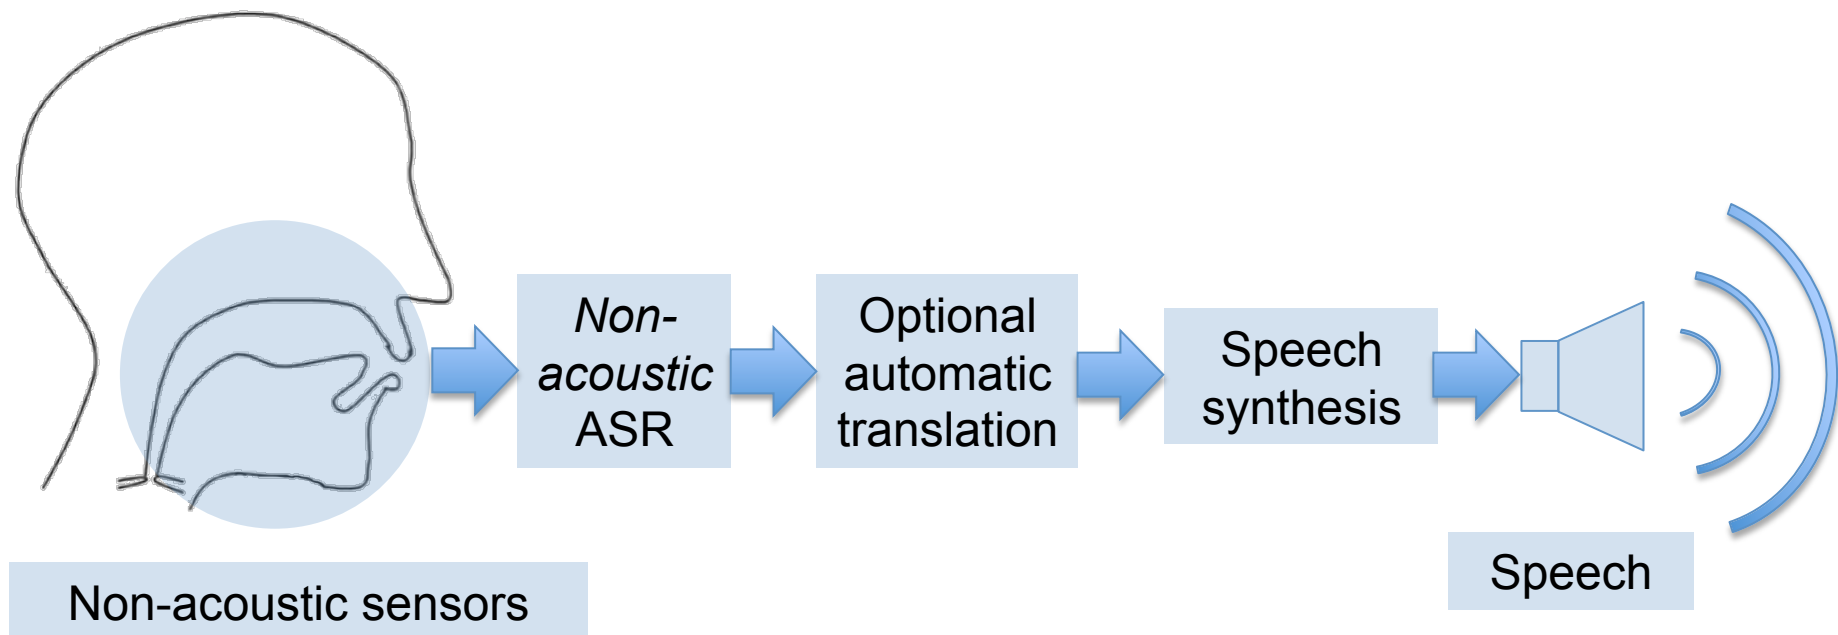 Non-
acoustic
ASR
Optional
automatic
translation
Speech
synthesis
Speech
Non-acoustic sensors